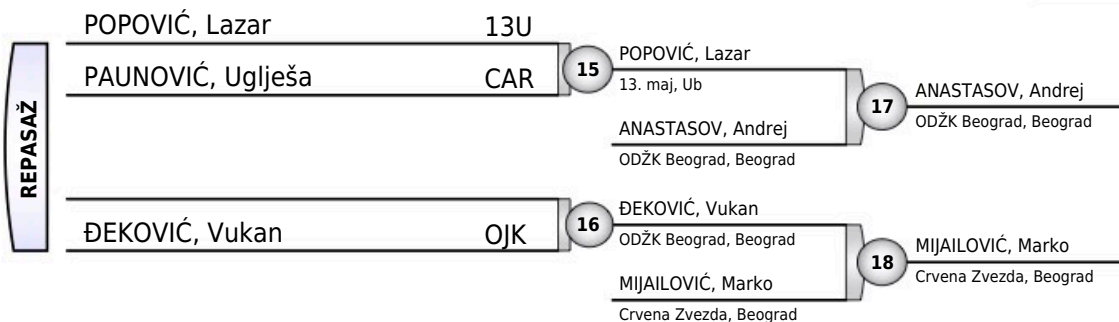 POPOVIĆ, Lazar 13U
PAUNOVIĆ, Uglješa CAR
15
POPOVIĆ, Lazar
13. maj, Ub
ANASTASOV, Andrej
ODŽK Beograd, Beograd
17
ANASTASOV, Andrej
ODŽK Beograd, Beograd
REPASAŽ
ĐEKOVIĆ, Vukan OJK
16
ĐEKOVIĆ, Vukan
ODŽK Beograd, Beograd
MIJAILOVIĆ, Marko
Crvena Zvezda, Beograd
18
MIJAILOVIĆ, Marko
Crvena Zvezda, Beograd